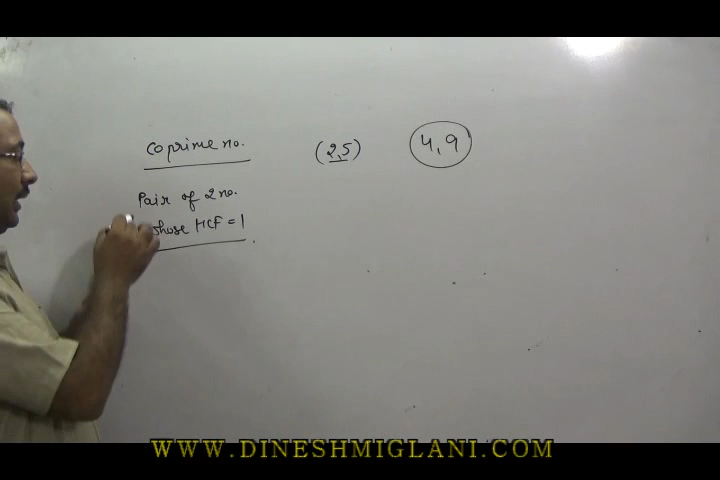 coprime no. (2,5) 4,9
Pair of 2 no.
whose HCF = 1
WWW.DINESHMIGLANI.COM